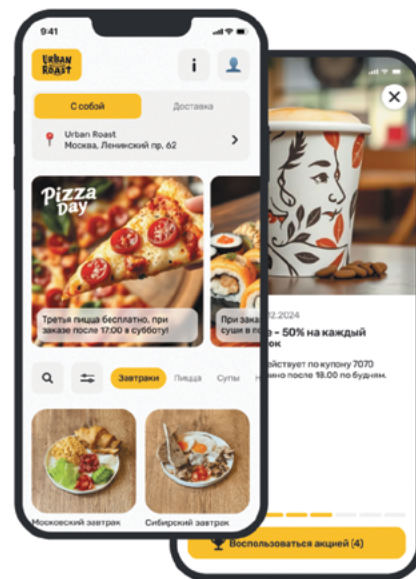 9:41
URBAN
ROAST
i
С собой
Доставка
Urban Roast
Москва, Ленинский пр, 62
Pizza
Day
Третья пицца бесплатно, при
заказе после 17:00 в субботу!
При зака
суши в п
Завтраки
Пицца
Супы
Московский завтрак
Сибирский завтрак
12.2024
е - 50% на каждый
ок
действует по купону 7070
ино после 18.00 по будням.
Воспользоваться акцией (4)